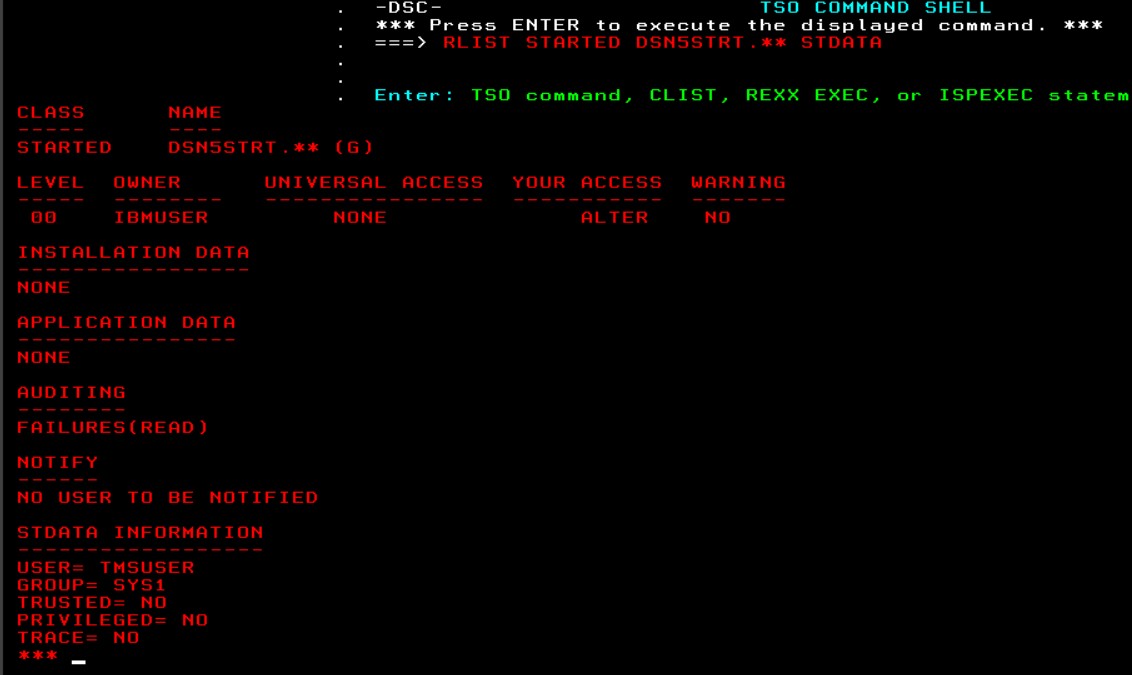 . -DSC- TSO COMMAND SHELL
. *** Press ENTER to execute the displayed command. ***
. ===> RLIST STARTED DSN5STRT.** STDATA
.
.
. Enter: TSO command, CLIST, REXX EXEC, or ISPEXEC statem
CLASS NAME
----- ----
STARTED DSN5STRT.** (G)
LEVEL OWNER UNIVERSAL ACCESS YOUR ACCESS WARNING
----- -------- ---------------- ----------- -------
00 IBMUSER NONE ALTER NO
INSTALLATION DATA
-----------------
NONE
APPLICATION DATA
----------------
NONE
AUDITING
--------
FAILURES(READ)
NOTIFY
------
NO USER TO BE NOTIFIED
STDATA INFORMATION
------------------
USER= TMSUSER
GROUP= SYS1
TRUSTED= NO
PRIVILEGED= NO
TRACE= NO
*** _